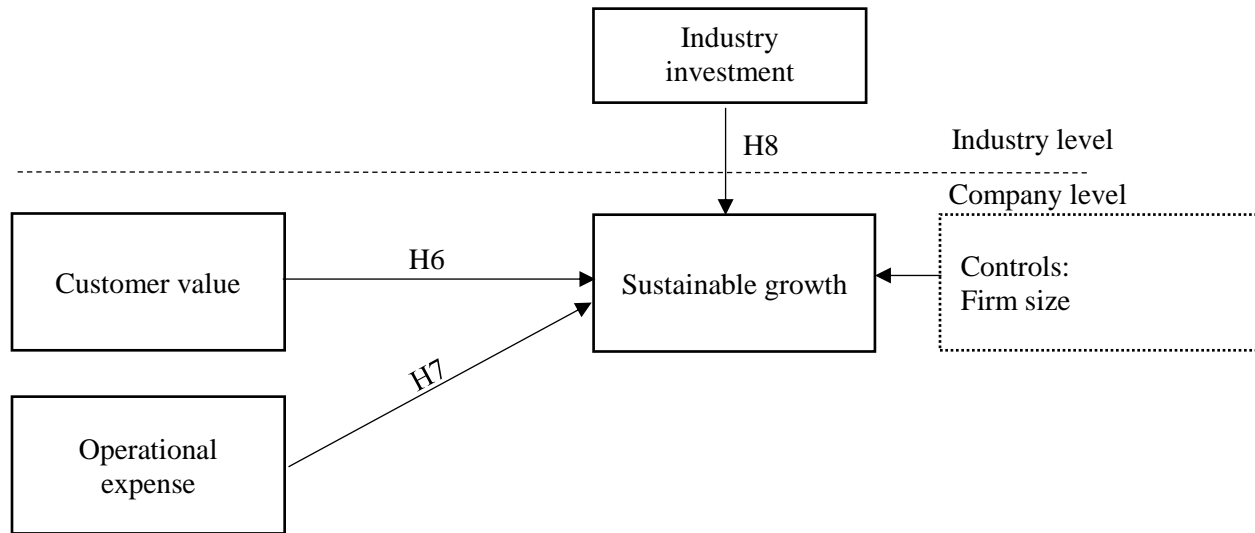 Industry
investment
H8
Industry level
Company level
Customer value
H6
Sustainable growth
Controls:
Firm size
H7
Operational
expense